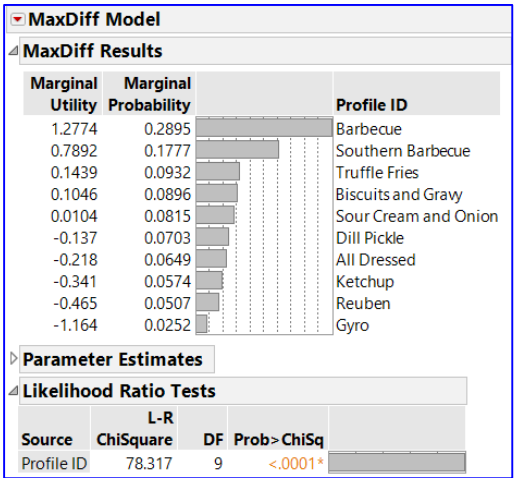 MaxDiff Model
MaxDiff Results
Marginal Utility Marginal Probability Profile ID
1.2774 0.2895 Barbecue
0.7892 0.1777 Southern Barbecue
0.1439 0.0932 Truffle Fries
0.1046 0.0896 Biscuits and Gravy
0.0104 0.0815 Sour Cream and Onion
-0.137 0.0703 Dill Pickle
-0.218 0.0649 All Dressed
-0.341 0.0574 Ketchup
-0.465 0.0507 Reuben
-1.164 0.0252 Gyro
Parameter Estimates
Likelihood Ratio Tests
Source L-R ChiSquare DF Prob>ChiSq
Profile ID 78.317 9 <.0001*